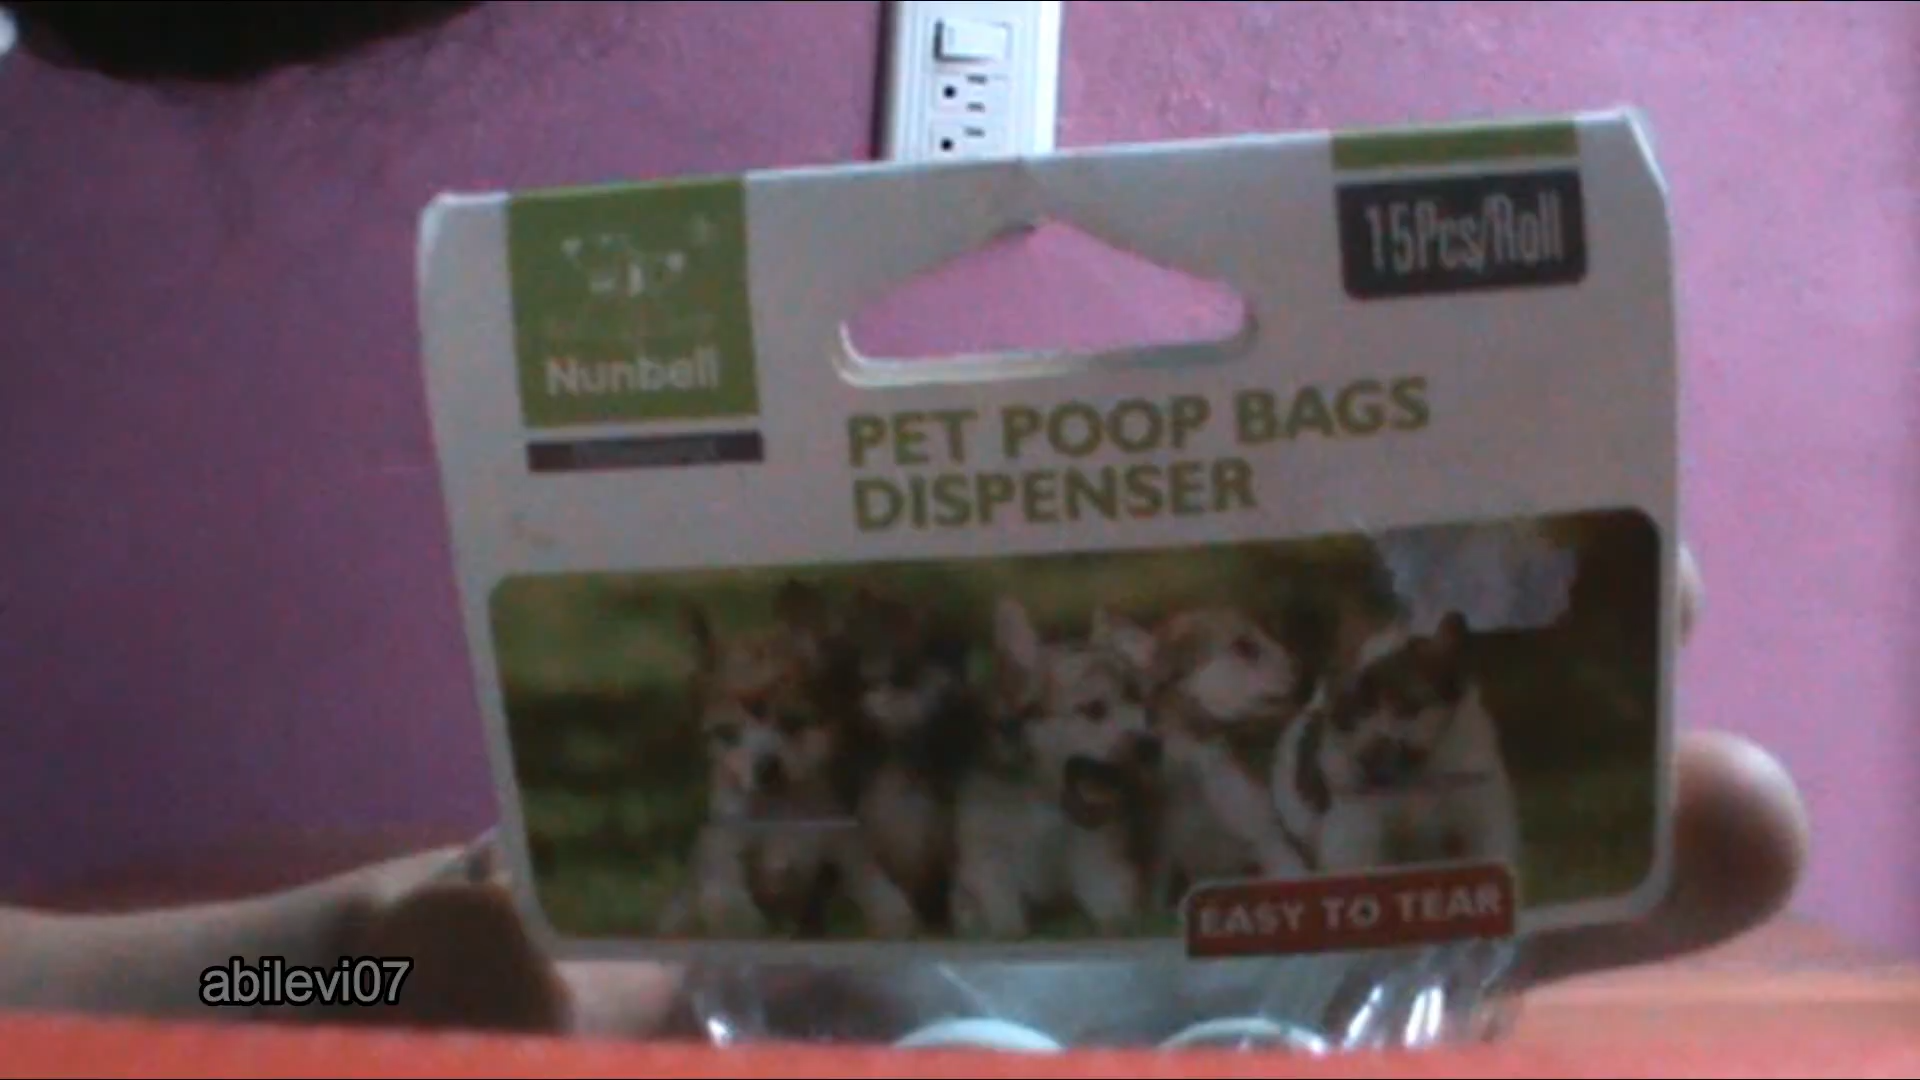 15Pcs/Roll
Nunbell
PET POOP BAGS
DISPENSER
EASY TO TEAR
abilevi07